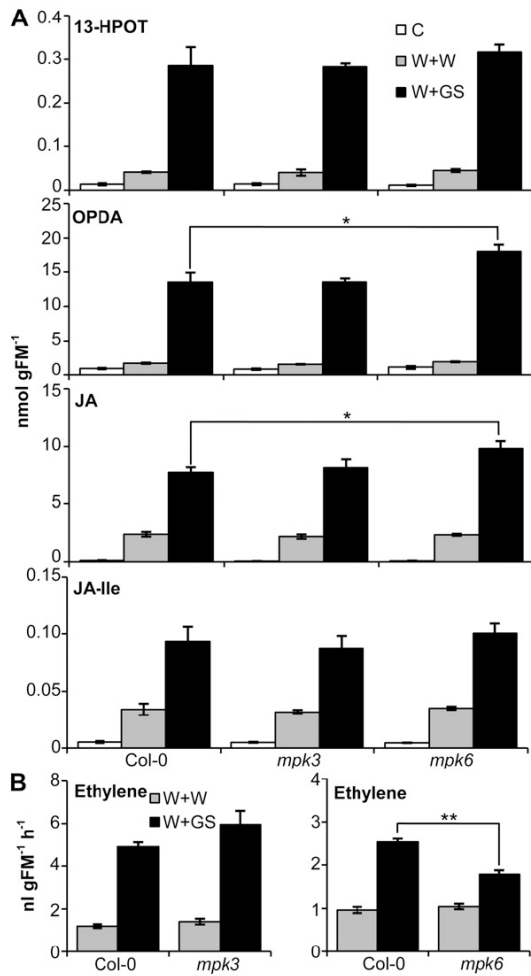 A
13-HPOT
C
W+W
W+GS
0.4
0.3
0.2
0.1
0
OPDA
*
25
20
15
10
5
0
nmol gFM⁻¹
JA
*
15
10
5
0
JA-Ile
0.15
0.10
0.05
0
Col-0 mpk3 mpk6
B
Ethylene
W+W
W+GS
8
6
4
2
0
nl gFM⁻¹ h⁻¹
Col-0 mpk3
Ethylene
**
4
3
2
1
0
Col-0 mpk6